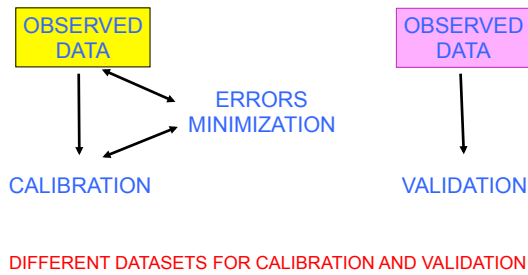 OBSERVED
DATA
OBSERVED
DATA
ERRORS
MINIMIZATION
CALIBRATION
VALIDATION
DIFFERENT DATASETS FOR CALIBRATION AND VALIDATION